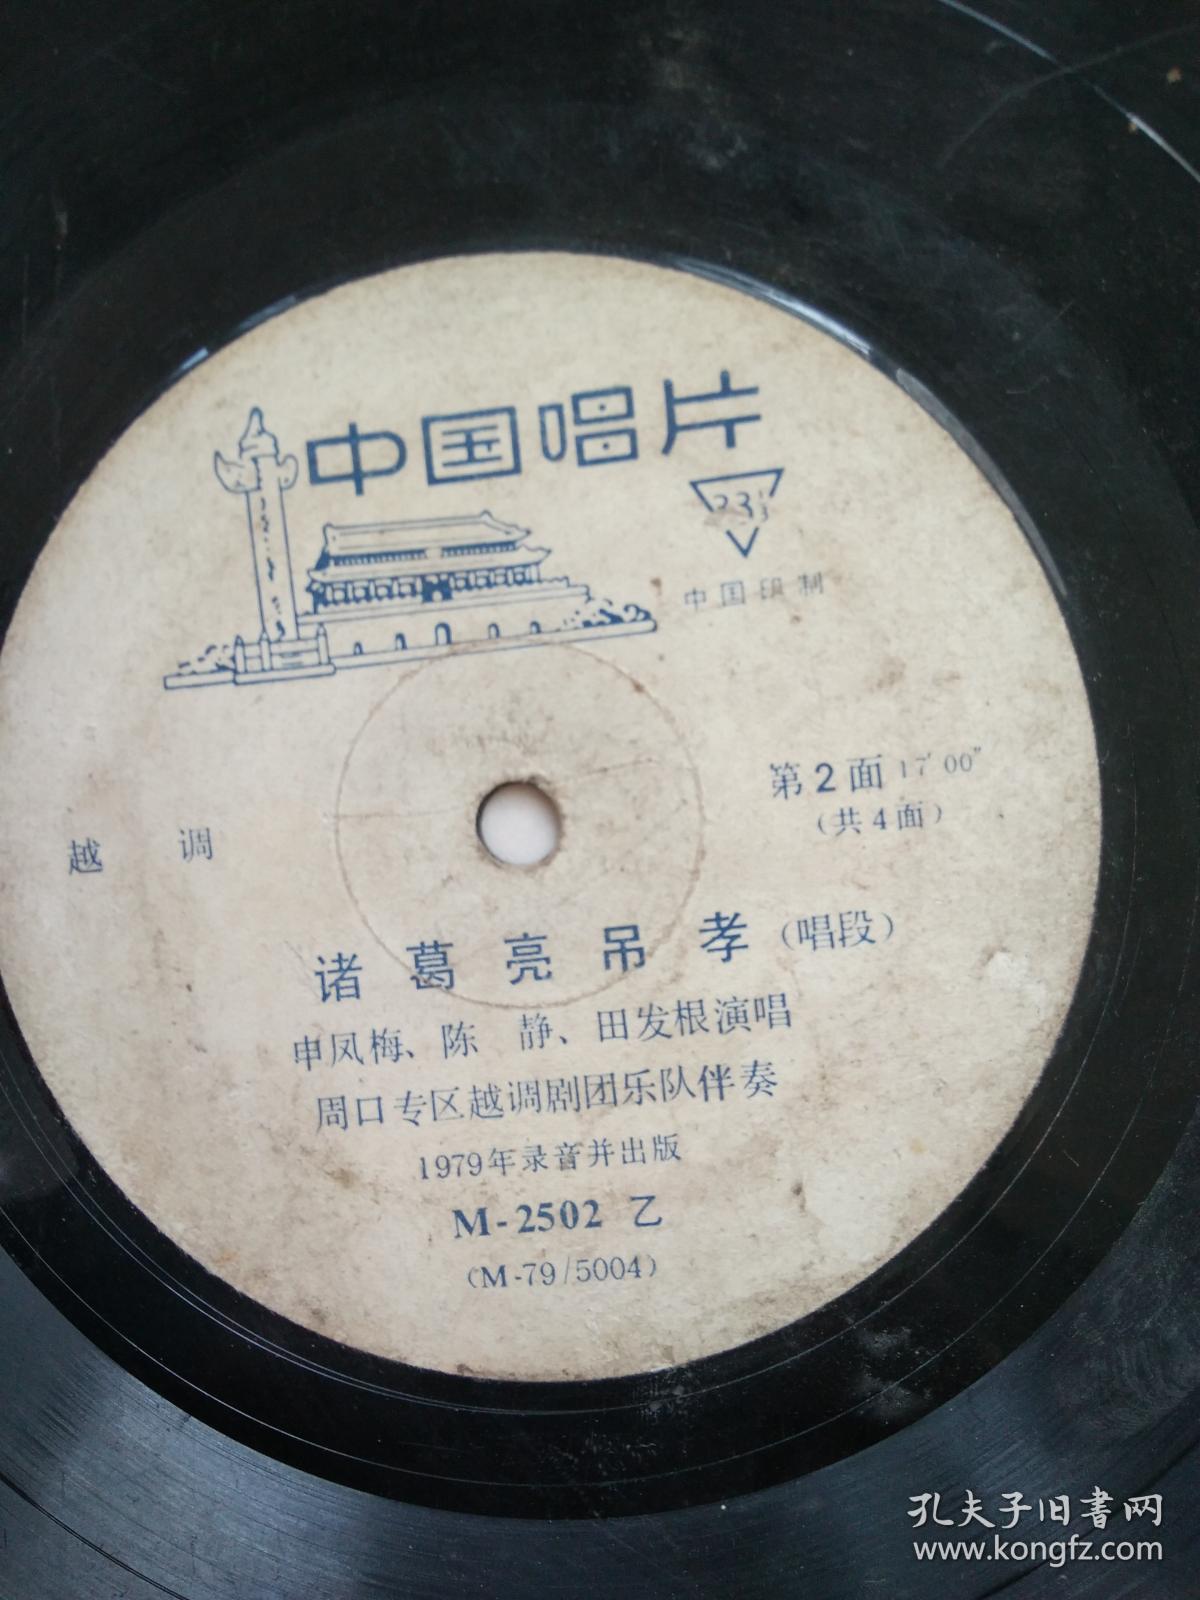 中国唱片
33⅓
中国印制
第2面 17′00″
(共4面)
越 调
诸葛亮吊孝(唱段)
申凤梅、陈 静、田发根演唱
周口专区越调剧团乐队伴奏
1979年录音并出版
M-2502 乙
(M-79/5004)
孔夫子旧书网
www.kongfz.com